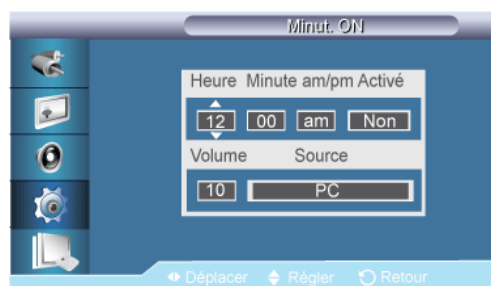 Minut. ON
Heure Minute am/pm Activé
12 00 am Non
Volume Source
10 PC
Déplacer Régler Retour